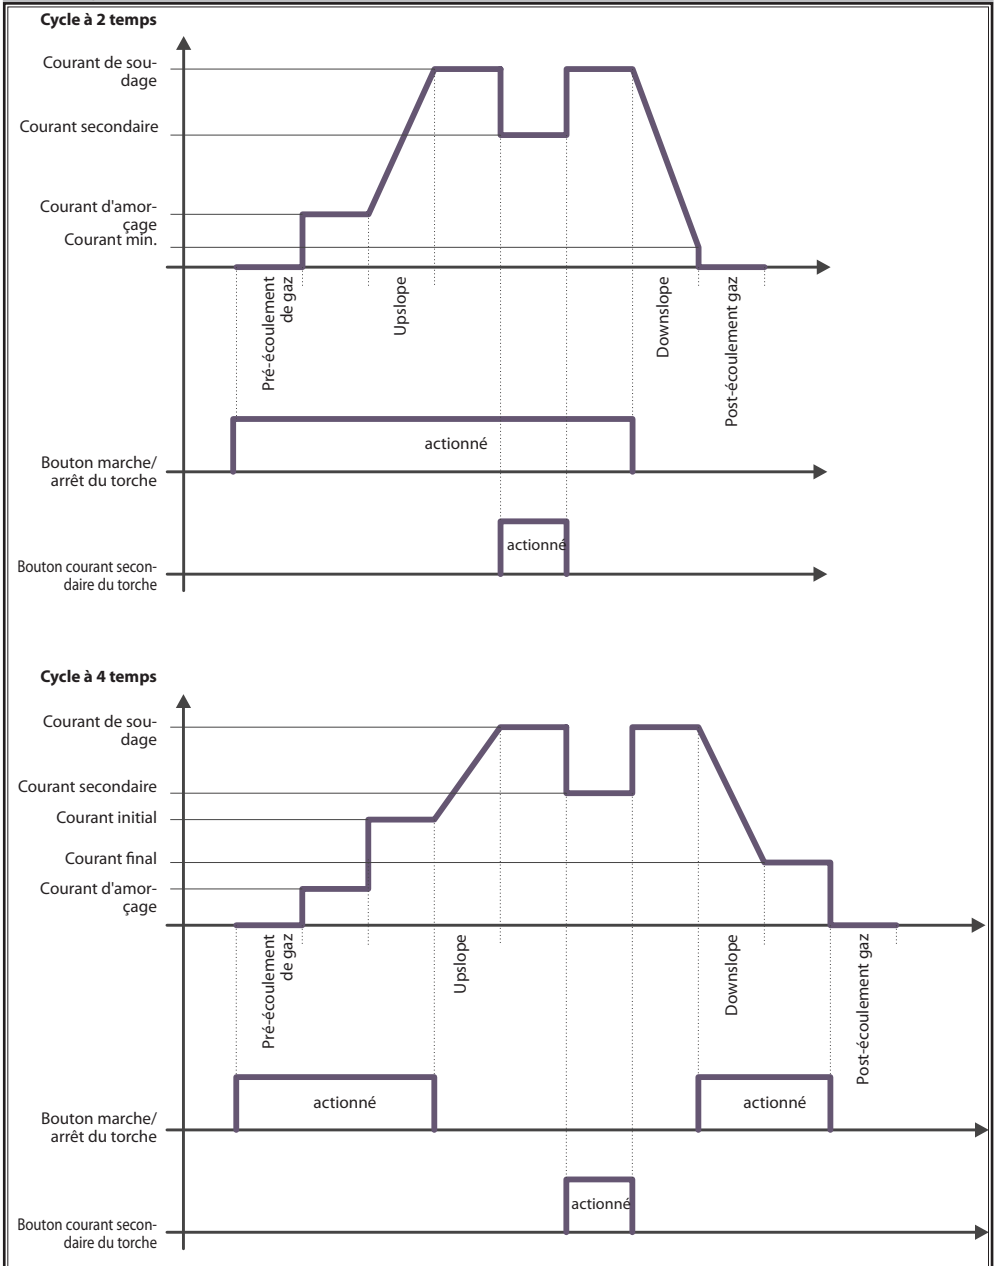 Cycle à 2 temps
Courant de sou-
dage
Courant secondaire
Courant d'amor-
çage
Courant min.
Pré-écoulement
de gaz
Upslope
Downslope
Post-écoulement gaz
actionné
Bouton marche/
arrêt du torche
actionné
Bouton courant secon-
daire du torche
Cycle à 4 temps
Courant de sou-
dage
Courant secondaire
Courant initial
Courant final
Courant d'amor-
çage
Pré-écoulement
de gaz
Upslope
Downslope
Post-écoulement gaz
actionné
actionné
Bouton marche/
arrêt du torche
actionné
Bouton courant secon-
daire du torche